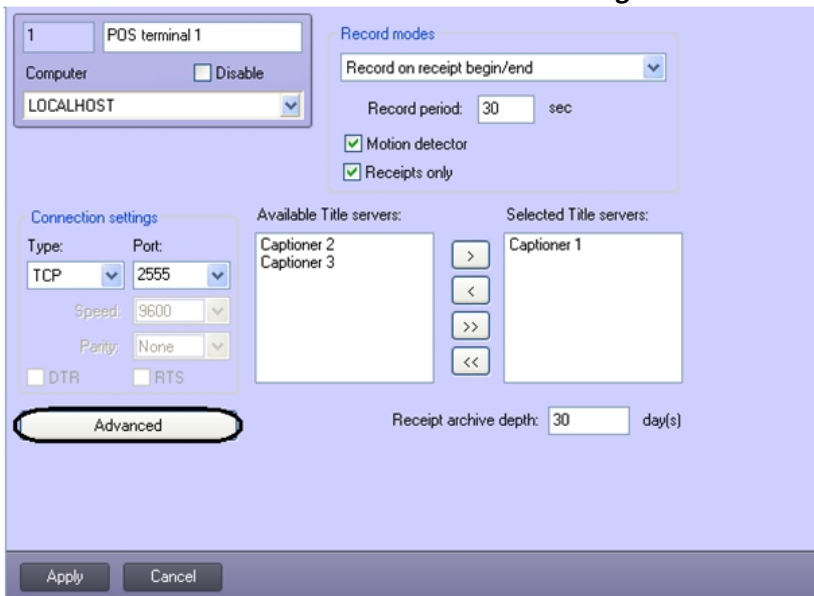 1 POS terminal 1
Computer Disable
LOCALHOST
Record modes
Record on receipt begin/end
Record period: 30 sec
Motion detector
Receipts only
Connection settings
Type: Port:
TCP 2555
Speed: 9600
Parity: None
DTR RTS
Available Title servers:
Captioner 2
Captioner 3
>
<
>>
<<
Selected Title servers:
Captioner 1
Advanced
Receipt archive depth: 30 day(s)
Apply Cancel